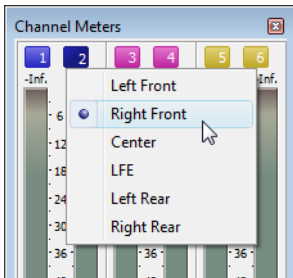 Channel Meters
1 2 3 4 5 6
-Inf. Inf.
Left Front
6 Right Front
12 Center
18 LFE
24 Left Rear
30 Right Rear
36 36 36